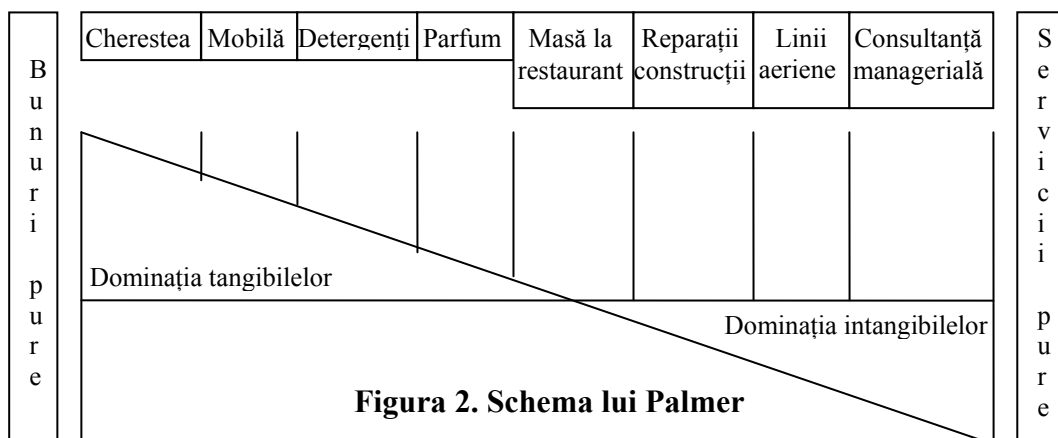 Bunuri pure
Cherestea Mobilă Detergenți Parfum Masă la restaurant Reparații construcții Linii aeriene Consultanță managerială
Servicii pure
Dominația tangibilelor
Dominația intangibilelor
Figura 2. Schema lui Palmer